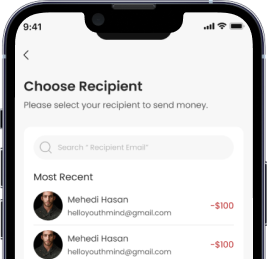 9:41
Choose Recipient
Please select your recipient to send money.
Search " Recipient Email"
Most Recent
Mehedi Hasan
helloyouthmind@gmail.com
-$100
Mehedi Hasan
helloyouthmind@gmail.com
-$100